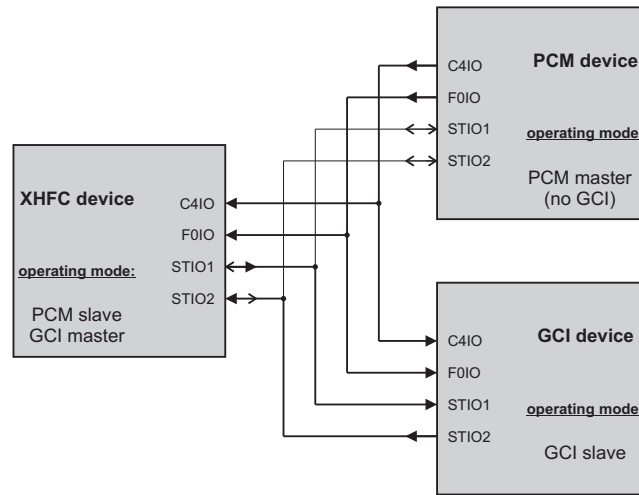 XHFC device
operating mode:
PCM slave
GCI master
C4IO
F0IO
STIO1
STIO2
C4IO
F0IO
STIO1
STIO2
PCM device
operating mode
PCM master
(no GCI)
C4IO
F0IO
STIO1
STIO2
GCI device
operating mode
GCI slave